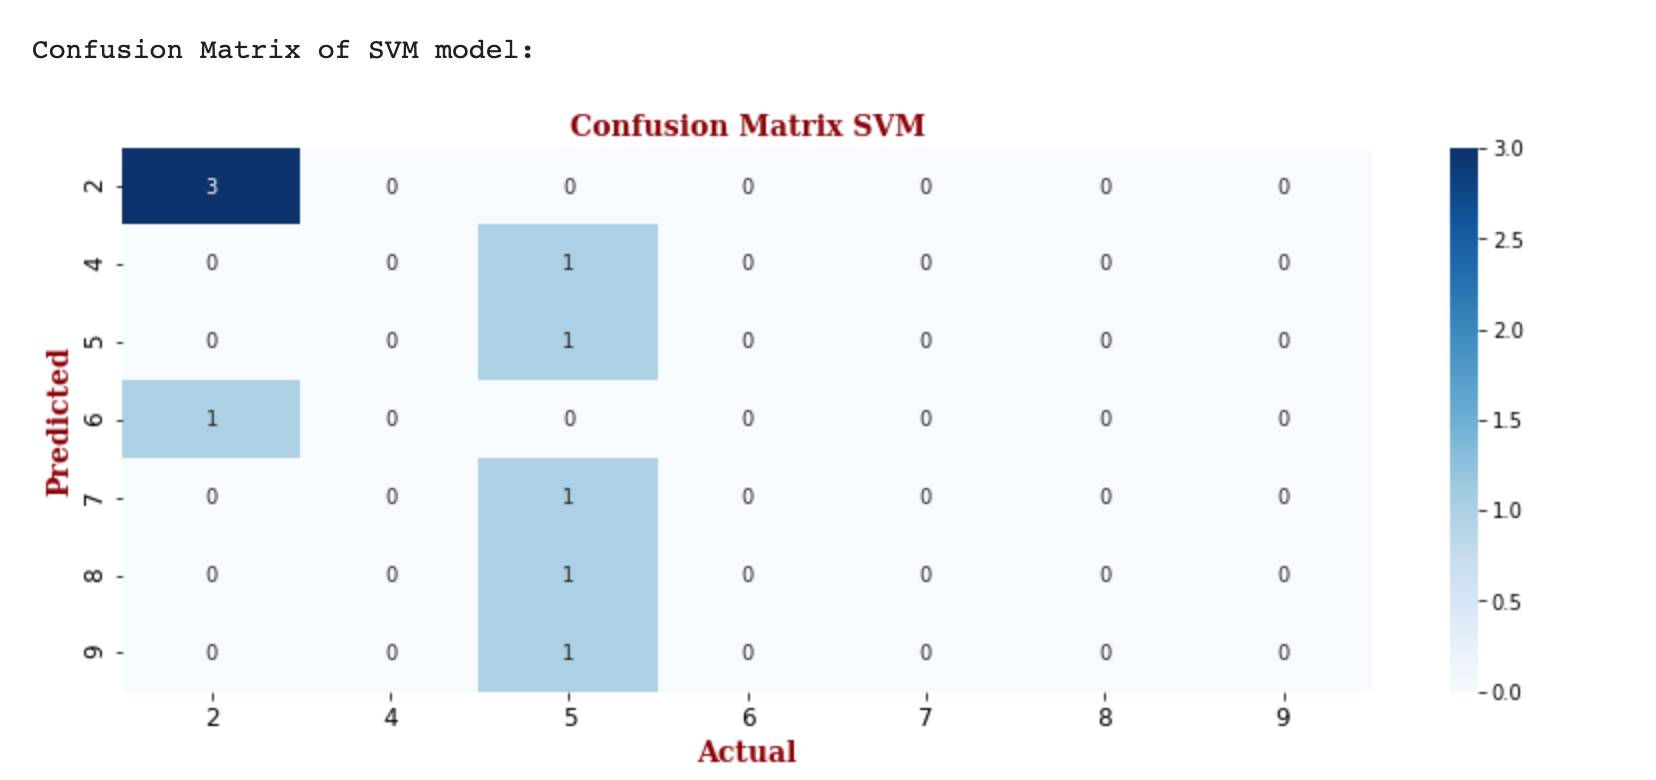 Confusion Matrix of SVM model:
Confusion Matrix SVM
2 3 0 0 0 0 0 0
4 0 0 1 0 0 0 0
5 0 0 1 0 0 0 0
6 1 0 0 0 0 0 0
7 0 0 1 0 0 0 0
8 0 0 1 0 0 0 0
9 0 0 1 0 0 0 0
2 4 5 6 7 8 9
Predicted
Actual
3.0
2.5
2.0
1.5
1.0
0.5
0.0